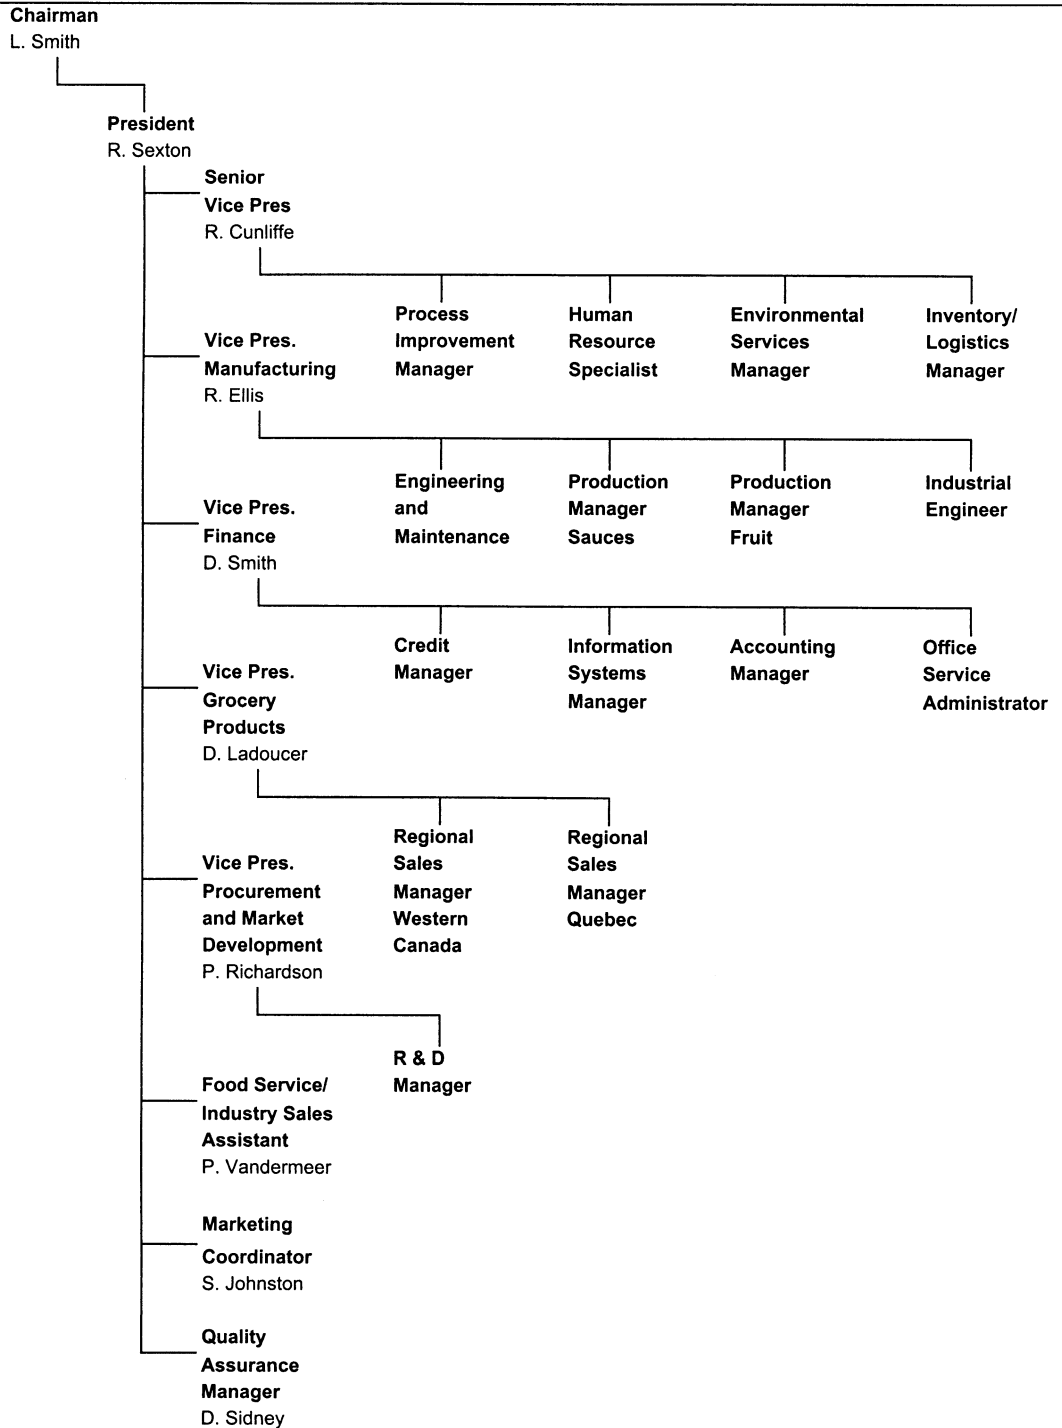 Chairman
L. Smith
President
R. Sexton
Senior
Vice Pres
R. Cunliffe
Process
Improvement
Manager
Human
Resource
Specialist
Environmental
Services
Manager
Inventory/
Logistics
Manager
Vice Pres.
Manufacturing
R. Ellis
Engineering
and
Maintenance
Production
Manager
Sauces
Production
Manager
Fruit
Industrial
Engineer
Vice Pres.
Finance
D. Smith
Credit
Manager
Information
Systems
Manager
Accounting
Manager
Office
Service
Administrator
Vice Pres.
Grocery
Products
D. Ladoucer
Regional
Sales
Manager
Western
Canada
Regional
Sales
Manager
Quebec
Vice Pres.
Procurement
and Market
Development
P. Richardson
R & D
Manager
Food Service/
Industry Sales
Assistant
P. Vandermeer
Marketing
Coordinator
S. Johnston
Quality
Assurance
Manager
D. Sidney